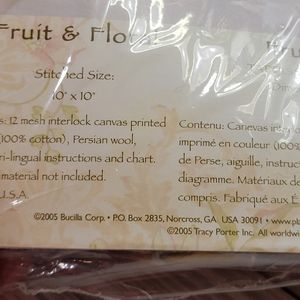 Fruit & Floral
Stitched Size:
10" x 10"
s: 12 mesh interlock canvas printed
(100% cotton), Persian wool,
n-lingual instructions and chart.
material not included.
U.S.A.
Contenu: Canevas
imprimé en couleur (100%
de Perse, aiguille, instruc
diagramme. Matériaux de
compris. Fabriqué aux É
©2005 Bucilla Corp. • P.O. BOX 2835, Norcross, GA USA 30091 • www.pla
©2005 Tracy Porter Inc. All worldwi